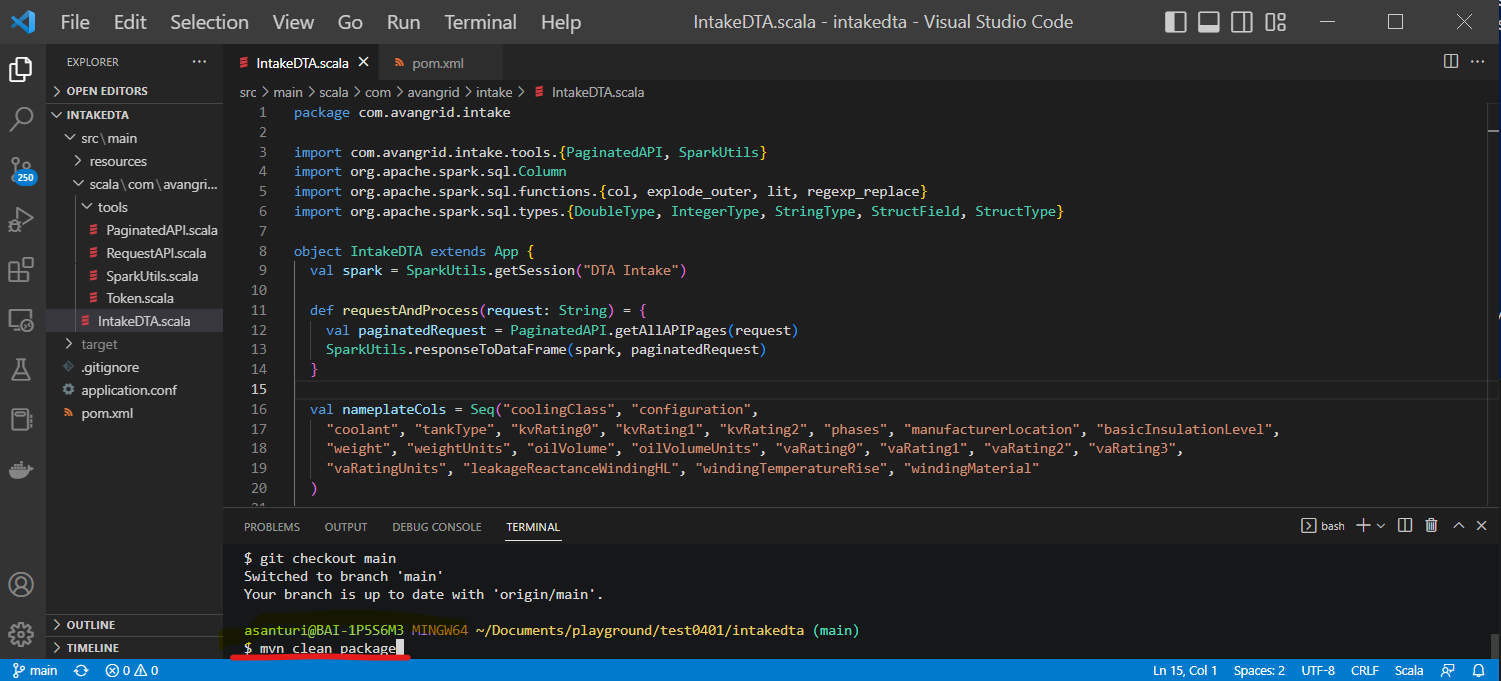 File Edit Selection View Go Run Terminal Help IntakeDTA.scala - intakedta - Visual Studio Code
EXPLORER ···
OPEN EDITORS
INTAKEDTA
src\main
resources
scala\com\avangri...
tools
PaginatedAPI.scala
RequestAPI.scala
SparkUtils.scala
Token.scala
IntakeDTA.scala
target
.gitignore
application.conf
pom.xml
OUTLINE
TIMELINE
250
IntakeDTA.scala pom.xml
src > main > scala > com > avangrid > intake > IntakeDTA.scala
1 package com.avangrid.intake
2
3 import com.avangrid.intake.tools.{PaginatedAPI, SparkUtils}
4 import org.apache.spark.sql.Column
5 import org.apache.spark.sql.functions.{col, explode_outer, lit, regexp_replace}
6 import org.apache.spark.sql.types.{DoubleType, IntegerType, StringType, StructField, StructType}
7
8 object IntakeDTA extends App {
9 val spark = SparkUtils.getSession("DTA Intake")
10
11 def requestAndProcess(request: String) = {
12 val paginatedRequest = PaginatedAPI.getAllAPIPages(request)
13 SparkUtils.responseToDataFrame(spark, paginatedRequest)
14 }
15
16 val nameplateCols = Seq("coolingClass", "configuration",
17 "coolant", "tankType", "kvRating0", "kvRating1", "kvRating2", "phases", "manufacturerLocation", "basicInsulationLevel",
18 "weight", "weightUnits", "oilVolume", "oilVolumeUnits", "vaRating0", "vaRating1", "vaRating2", "vaRating3",
19 "vaRatingUnits", "leakageReactanceWindingHL", "windingTemperatureRise", "windingMaterial"
20 )
PROBLEMS OUTPUT DEBUG CONSOLE TERMINAL bash
$ git checkout main
Switched to branch 'main'
Your branch is up to date with 'origin/main'.
asanturi@BAI-1P5S6M3 MINGW64 ~/Documents/playground/test0401/intakedta (main)
$ mvn clean package
main 0 0 Ln 15, Col 1 Spaces: 2 UTF-8 CRLF Scala